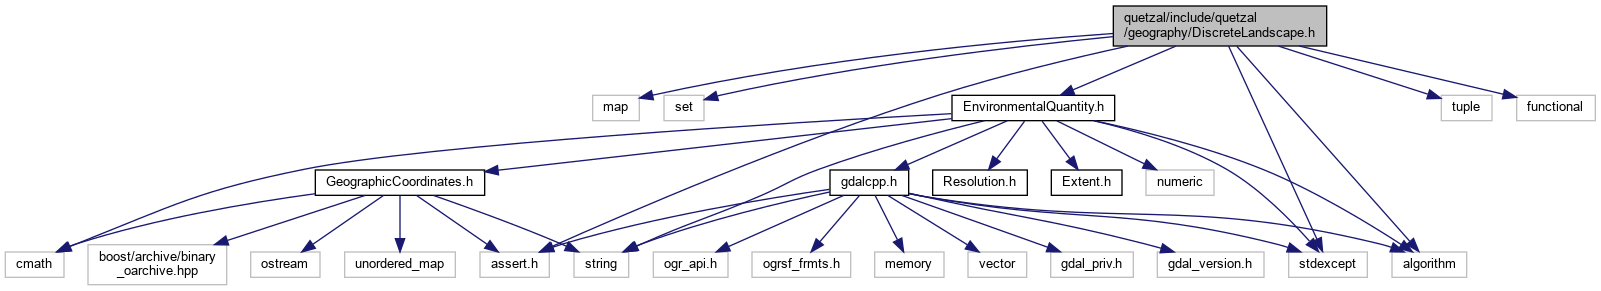 quetzal/include/quetzal
/geography/DiscreteLandscape.h
map
set
EnvironmentalQuantity.h
tuple
functional
GeographicCoordinates.h
gdalcpp.h
Resolution.h
Extent.h
numeric
cmath
boost/archive/binary
_oarchive.hpp
ostream
unordered_map
assert.h
string
ogr_api.h
ogrsf_frmts.h
memory
vector
gdal_priv.h
gdal_version.h
stdexcept
algorithm